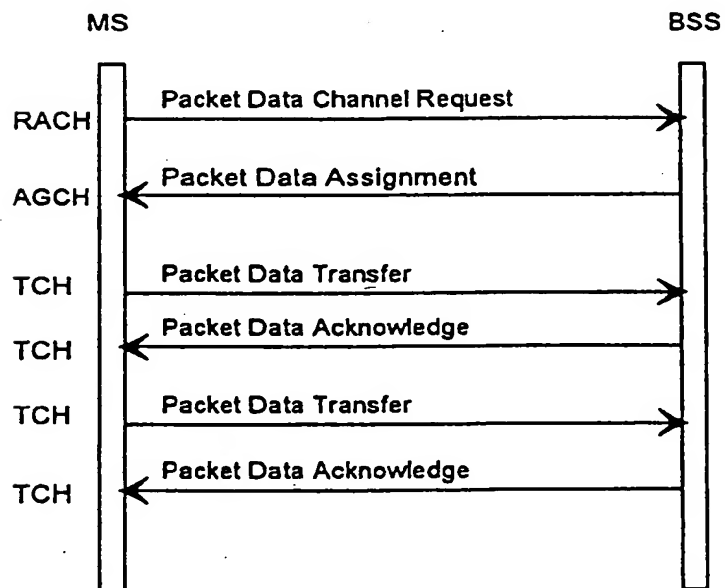 MS BSS
Packet Data Channel Request
RACH
Packet Data Assignment
AGCH
Packet Data Transfer
TCH
Packet Data Acknowledge
TCH
Packet Data Transfer
TCH
Packet Data Acknowledge
TCH